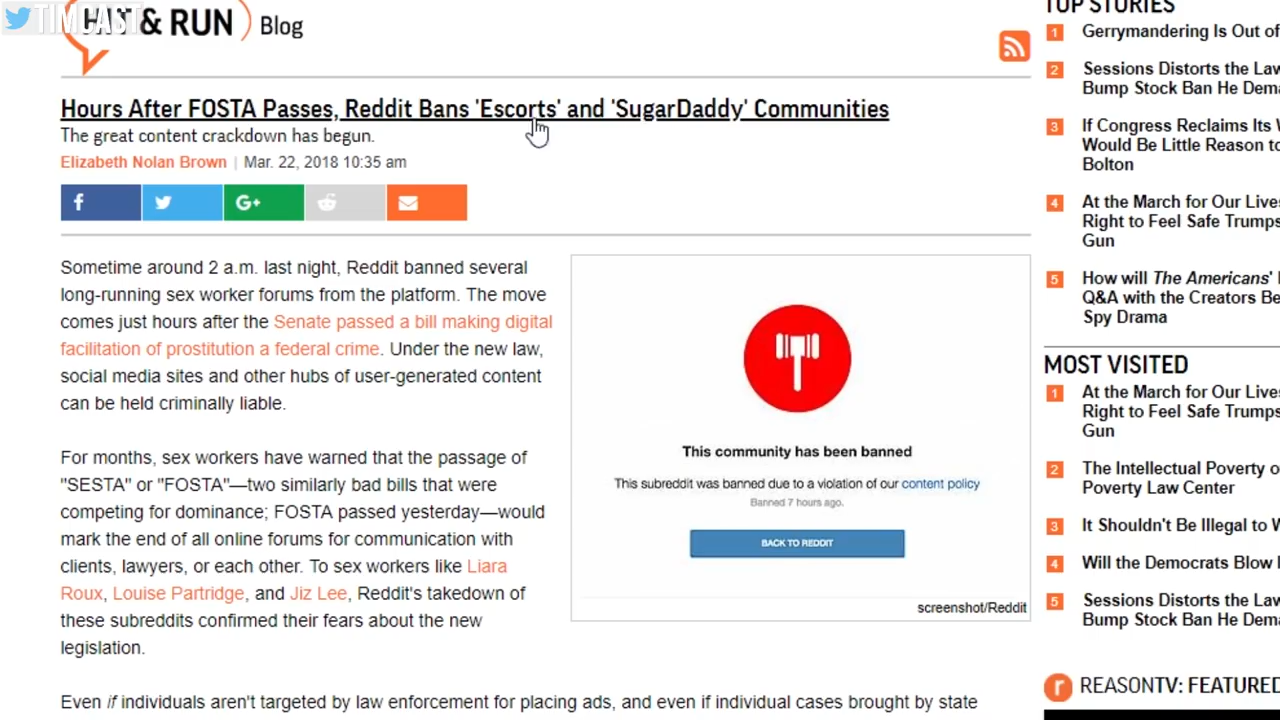 TIMCAST
HIT & RUN Blog
Hours After FOSTA Passes, Reddit Bans 'Escorts' and 'SugarDaddy' Communities
The great content crackdown has begun.
Elizabeth Nolan Brown | Mar. 22, 2018 10:35 am
Sometime around 2 a.m. last night, Reddit banned several
long-running sex worker forums from the platform. The move
comes just hours after the Senate passed a bill making digital
facilitation of prostitution a federal crime. Under the new law,
social media sites and other hubs of user-generated content
can be held criminally liable.
For months, sex workers have warned that the passage of
"SESTA" or "FOSTA"—two similarly bad bills that were
competing for dominance; FOSTA passed yesterday—would
mark the end of all online forums for communication with
clients, lawyers, or each other. To sex workers like Liara
Roux, Louise Partridge, and Jiz Lee, Reddit's takedown of
these subreddits confirmed their fears about the new
legislation.
Even if individuals aren't targeted by law enforcement for placing ads, and even if individual cases brought by state
This community has been banned
This subreddit was banned due to a violation of our content policy
Banned 7 hours ago.
BACK TO REDDIT
screenshot/Reddit
TOP STORIES
1 Gerrymandering Is Out of
2 Sessions Distorts the Law
Bump Stock Ban He Dema
3 If Congress Reclaims Its
Would Be Little Reason to
Bolton
4 At the March for Our Lives
Right to Feel Safe Trumps
Gun
5 How will The Americans'
Q&A with the Creators Be
Spy Drama
MOST VISITED
1 At the March for Our Lives
Right to Feel Safe Trumps
Gun
2 The Intellectual Poverty o
Poverty Law Center
3 It Shouldn't Be Illegal to W
4 Will the Democrats Blow
5 Sessions Distorts the Law
Bump Stock Ban He Dema
REASONTV: FEATURED